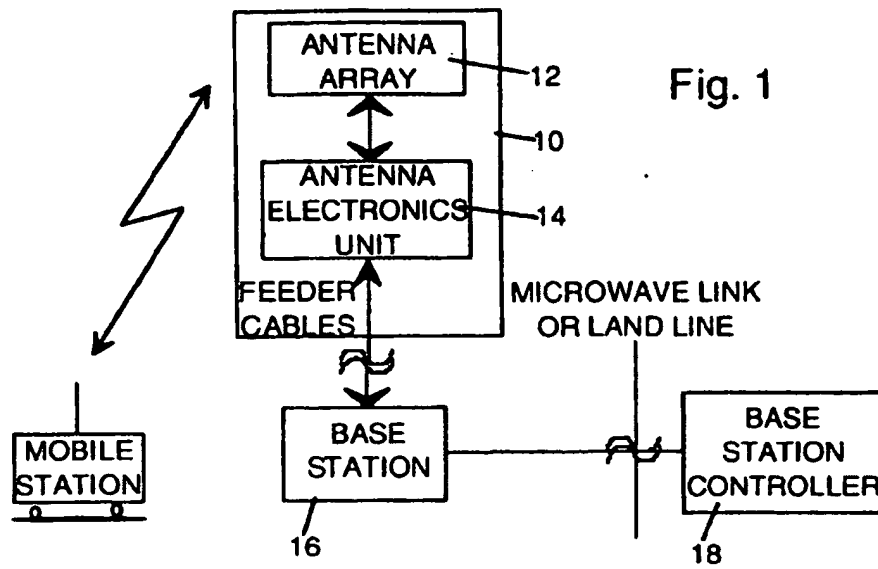 ANTENNA
ARRAY
12
Fig. 1
10
ANTENNA
ELECTRONICS
UNIT
14
FEEDER
CABLES
MICROWAVE LINK
OR LAND LINE
MOBILE
STATION
BASE
STATION
16
BASE
STATION
CONTROLLER
18